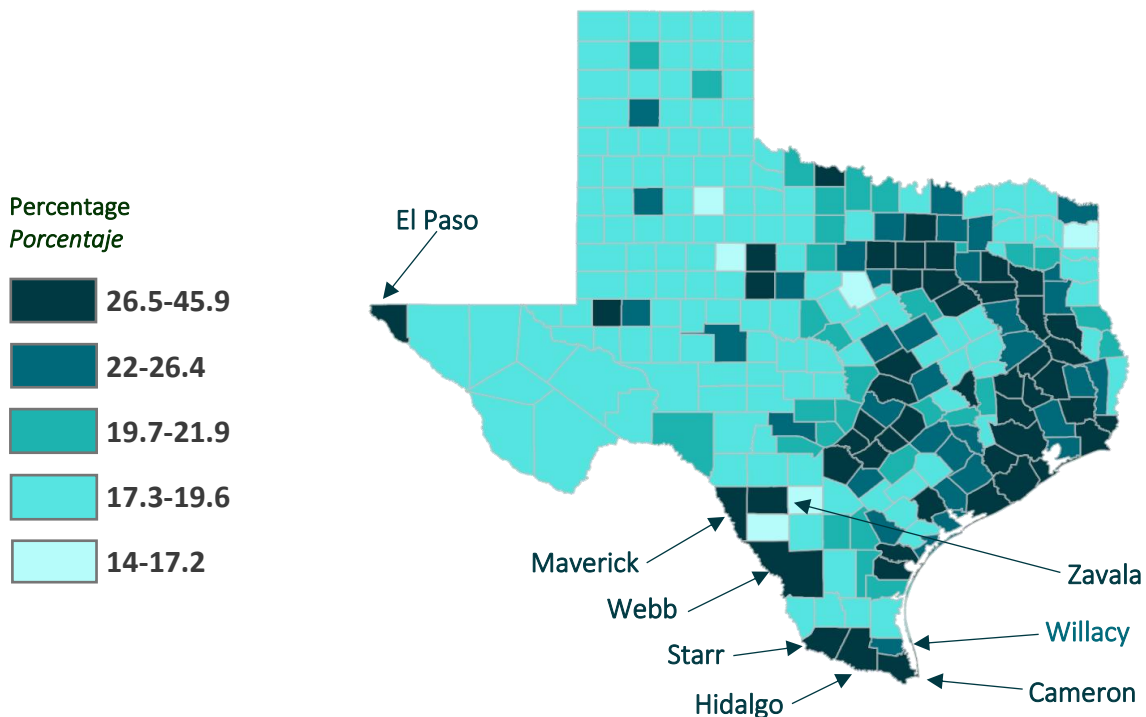 Percentage
Porcentaje
26.5-45.9
22-26.4
19.7-21.9
17.3-19.6
14-17.2
El Paso
Maverick
Webb
Starr
Hidalgo
Zavala
Willacy
Cameron